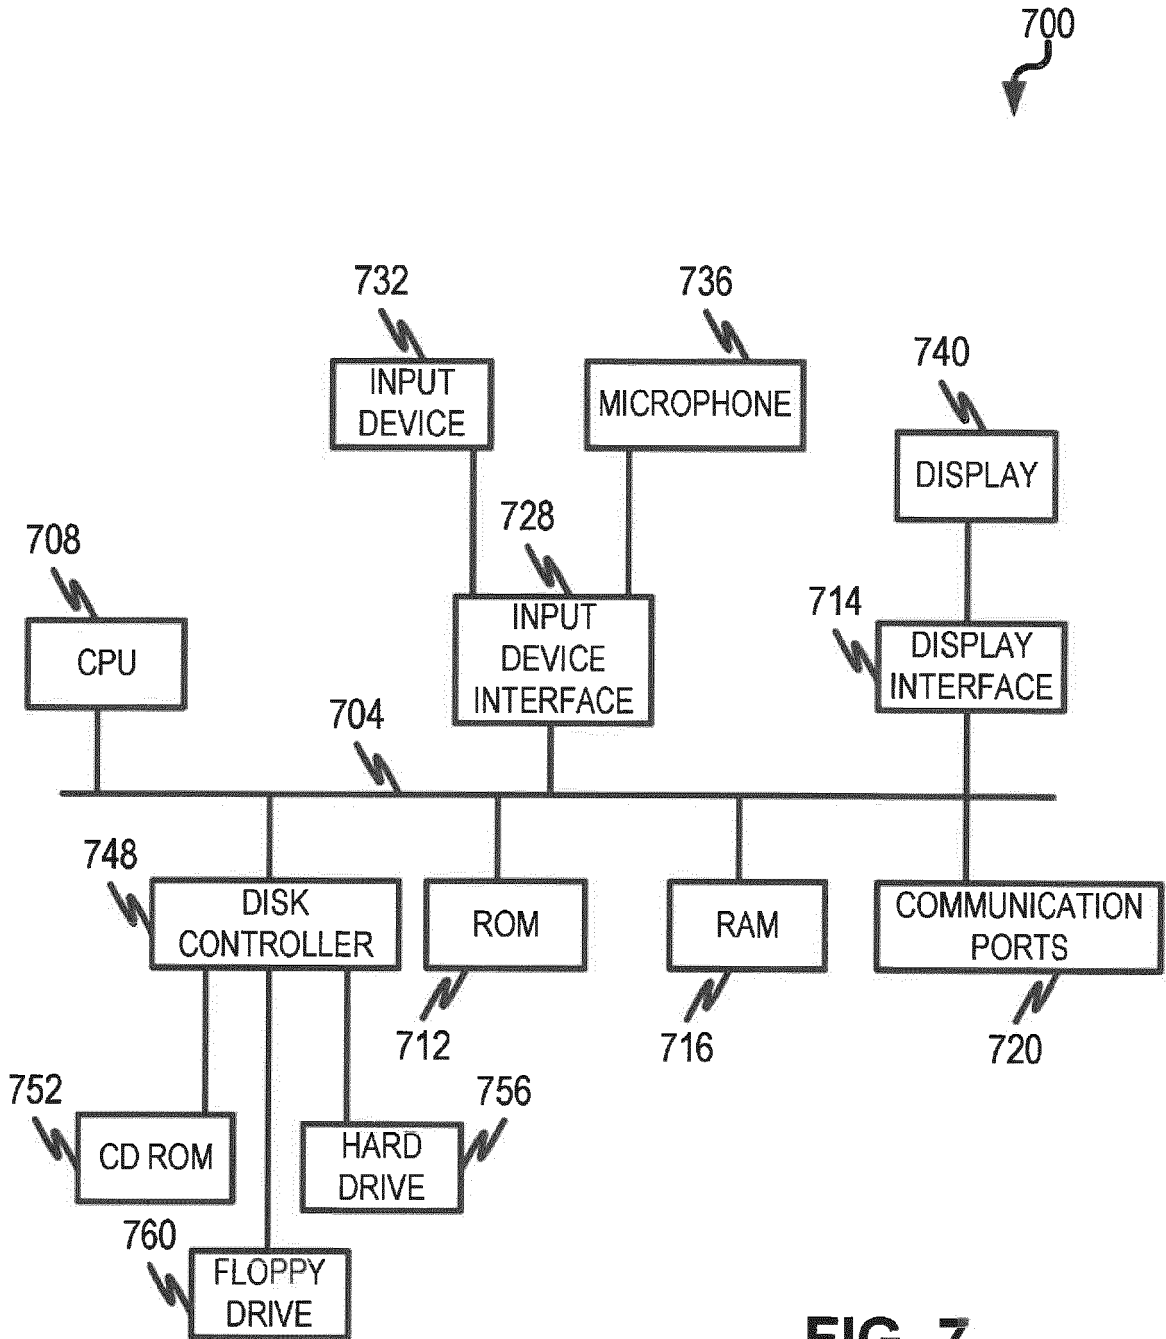 700
732
736
740
INPUT
DEVICE
MICROPHONE
DISPLAY
708
728
714
CPU
INPUT
DEVICE
INTERFACE
DISPLAY
INTERFACE
704
748
DISK
CONTROLLER
ROM
RAM
COMMUNICATION
PORTS
712
716
720
752
756
CD ROM
HARD
DRIVE
760
FLOPPY
DRIVE
FIG. 7